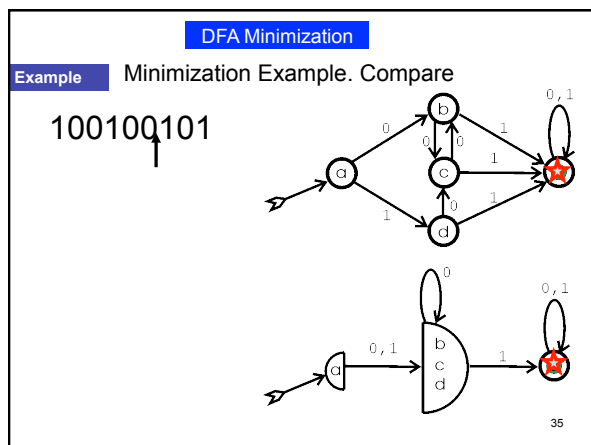 DFA Minimization
Example
Minimization Example. Compare
100100101
b
0,1
0
1
0
0
a
c
1
1
0
1
d
0
0,1
0,1
b
a
c
1
d
35